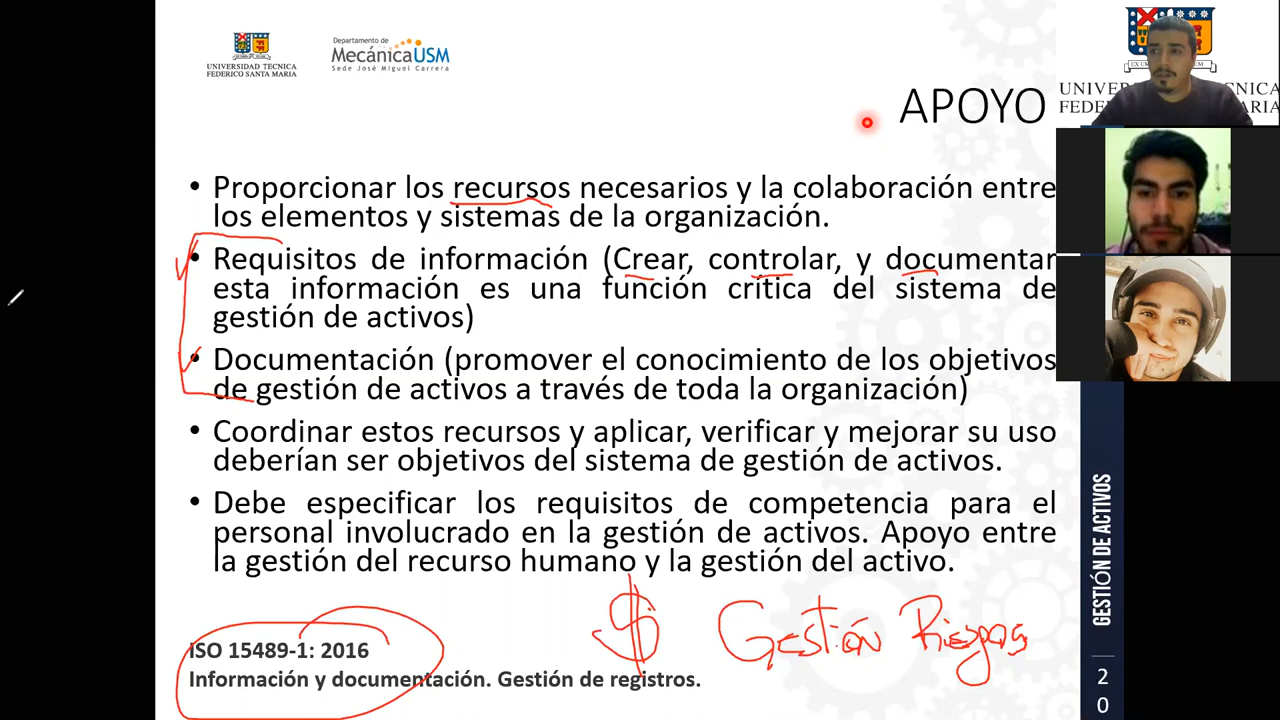 UNIVERSIDAD TECNICA
FEDERICO SANTA MARIA
Departamento de
MecánicaUSM
Sede José Miguel Carrera
UNIVER
CNICA
FEDER
MARIA
APOYO
• Proporcionar los recursos necesarios y la colaboración entre
los elementos y sistemas de la organización.
• Requisitos de información (Crear, controlar, y documentar
esta información es una función crítica del sistema de
gestión de activos)
• Documentación (promover el conocimiento de los objetivos
de gestión de activos a través de toda la organización)
• Coordinar estos recursos y aplicar, verificar y mejorar su uso
deberían ser objetivos del sistema de gestión de activos.
• Debe especificar los requisitos de competencia para el
personal involucrado en la gestión de activos. Apoyo entre
la gestión del recurso humano y la gestión del activo.
$ Gestión Riesgos
ISO 15489-1: 2016
Información y documentación. Gestión de registros.
GESTIÓN DE ACTIVOS
2
0